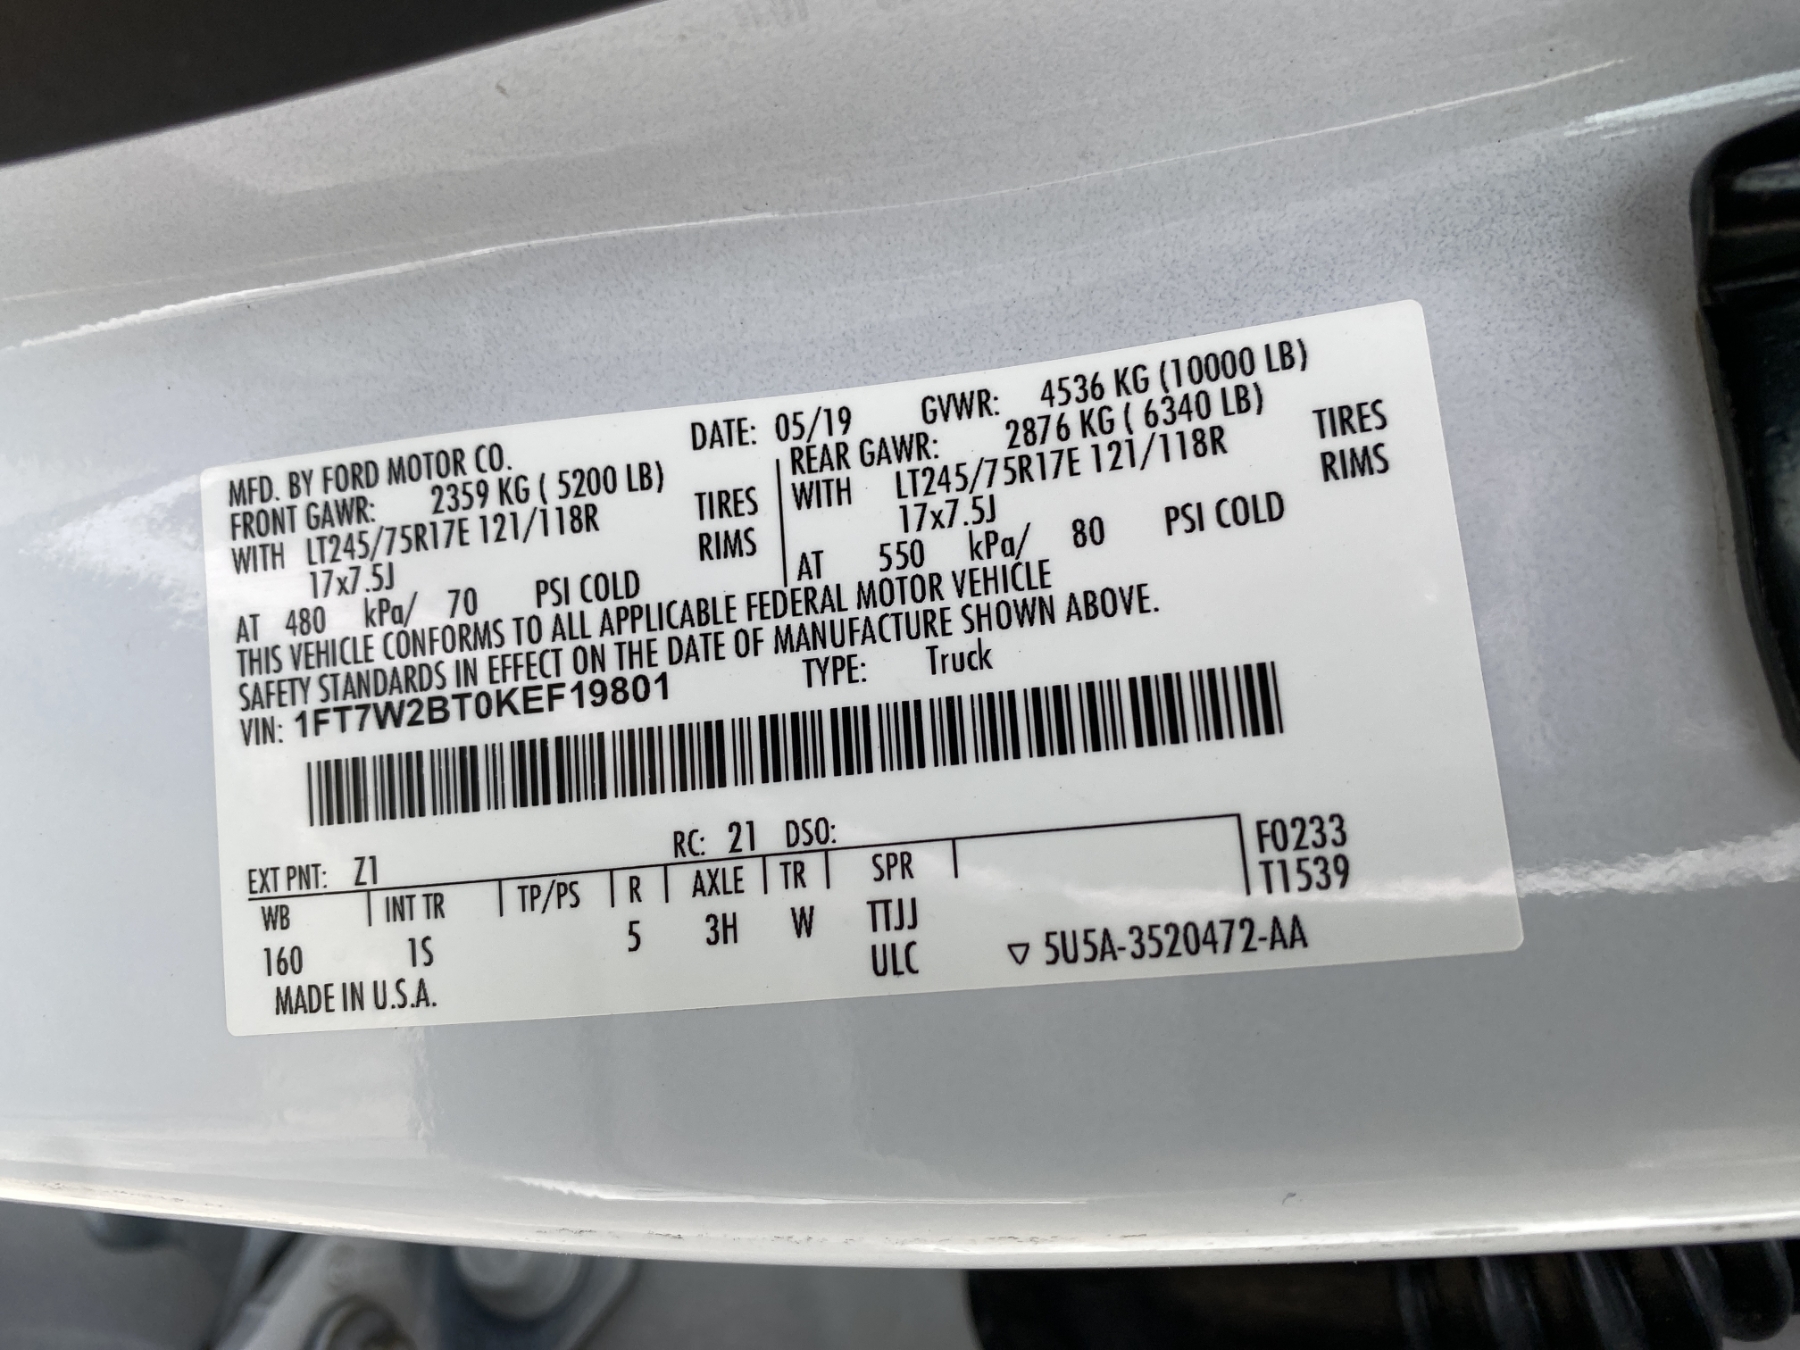 MFD. BY FORD MOTOR CO. DATE: 05/19 GVWR: 4536 KG (10000 LB)
FRONT GAWR: 2359 KG ( 5200 LB) REAR GAWR: 2876 KG ( 6340 LB)
WITH LT245/75R17E 121/118R TIRES WITH LT245/75R17E 121/118R TIRES
17x7.5J RIMS 17x7.5J RIMS
AT 480 kPa/ 70 PSI COLD AT 550 kPa/ 80 PSI COLD
THIS VEHICLE CONFORMS TO ALL APPLICABLE FEDERAL MOTOR VEHICLE
SAFETY STANDARDS IN EFFECT ON THE DATE OF MANUFACTURE SHOWN ABOVE.
VIN: 1FT7W2BT0KEF19801 TYPE: Truck
EXT PNT: Z1 RC: 21 DSO: F0233
WB INT TR TP/PS R AXLE TR SPR T1539
160 1S 5 3H W TTJJ
MADE IN U.S.A. ULC ▽ 5U5A-3520472-AA